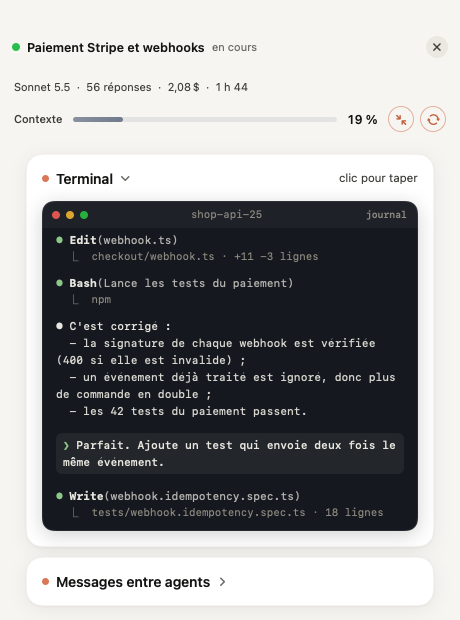 Paiement Stripe et webhooks en cours
Sonnet 5.5 · 56 réponses · 2,08 $ · 1 h 44
Contexte 19 %
Terminal clic pour taper
shop-api-25 journal
Edit(webhook.ts)
checkout/webhook.ts · +11 −3 lignes
Bash(Lance les tests du paiement)
npm
C'est corrigé :
– la signature de chaque webhook est vérifiée
(400 si elle est invalide) ;
– un événement déjà traité est ignoré, donc plus
de commande en double ;
– les 42 tests du paiement passent.
❯ Parfait. Ajoute un test qui envoie deux fois le
même événement.
Write(webhook.idempotency.spec.ts)
tests/webhook.idempotency.spec.ts · 18 lignes
Messages entre agents